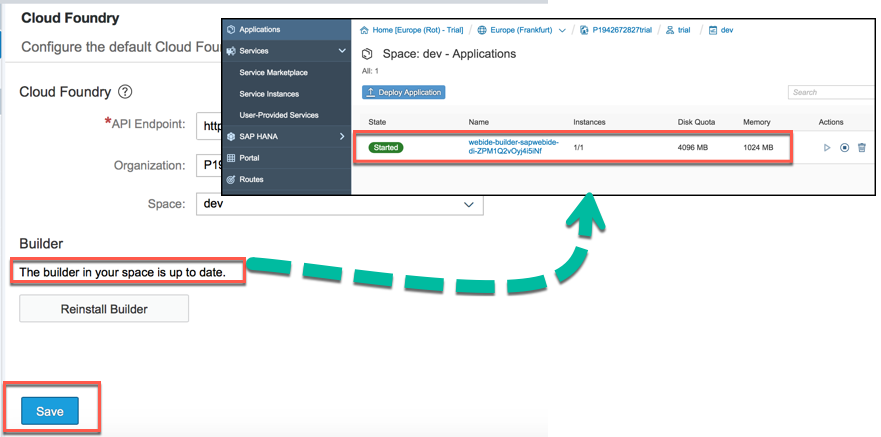 Cloud Foundry
Configure the default Cloud Foun
Cloud Foundry ?
*API Endpoint: http
Organization: P19
Space: dev
Builder
The builder in your space is up to date.
Reinstall Builder
Save
Applications
Services
Service Marketplace
Service Instances
User-Provided Services
SAP HANA
Portal
Routes
Home [Europe (Rot) - Trial] / Europe (Frankfurt) / P1942672827trial / trial / dev
Space: dev - Applications
All: 1
Deploy Application
Search
State Name Instances Disk Quota Memory Actions
Started webide-builder-sapwebide- 1/1 4096 MB 1024 MB
di-ZPM1Q2vOyj4i5iNf